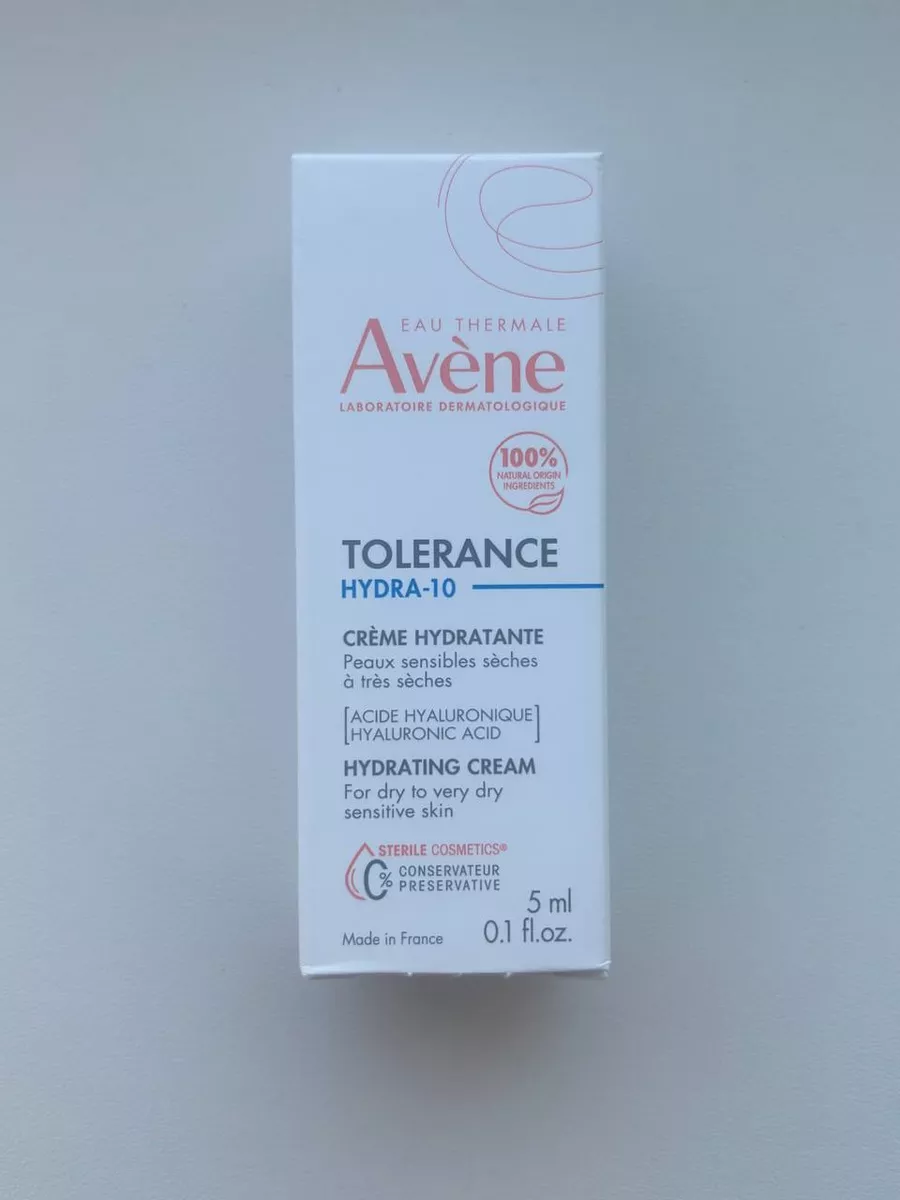 EAU THERMALE
Avène
LABORATOIRE DERMATOLOGIQUE
100%
NATURAL ORIGIN
INGREDIENTS
TOLERANCE
HYDRA-10
CRÈME HYDRATANTE
Peaux sensibles sèches
à très sèches
[ACIDE HYALURONIQUE
HYALURONIC ACID]
HYDRATING CREAM
For dry to very dry
sensitive skin
STERILE COSMETICS®
0% CONSERVATEUR
PRESERVATIVE
5 ml
Made in France 0.1 fl.oz.